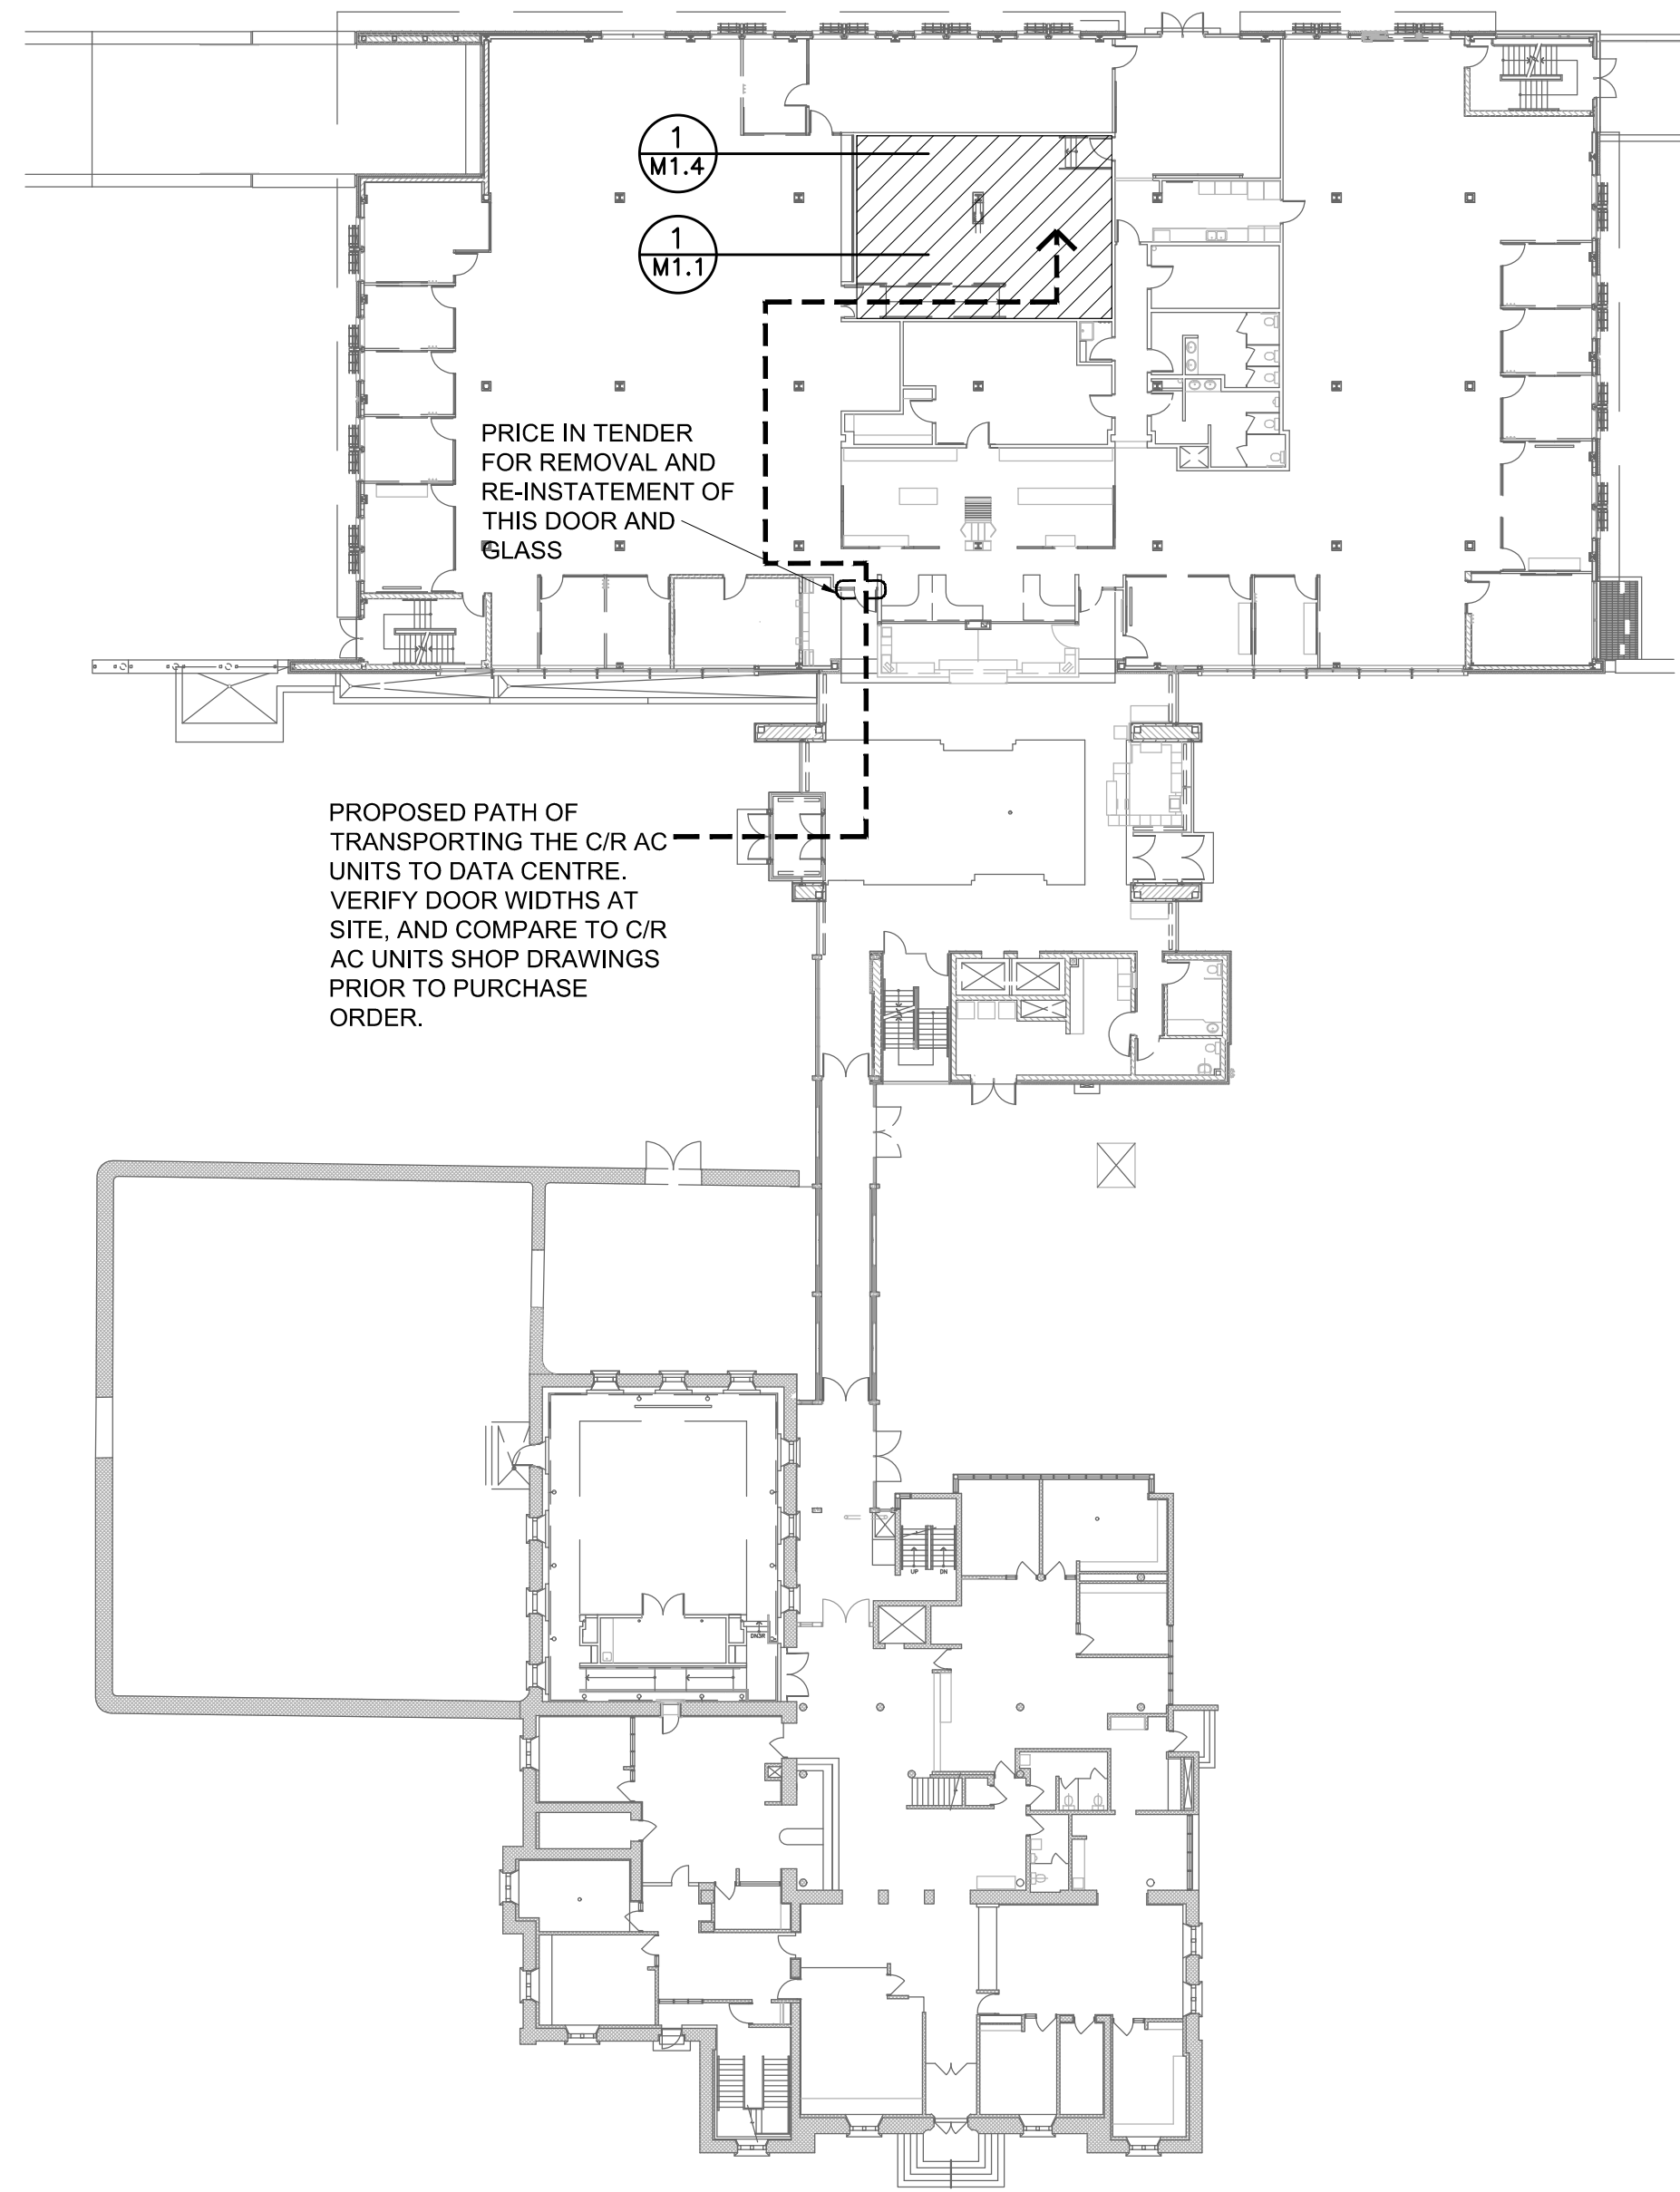 1
M1.4
1
M1.1
PRICE IN TENDER
FOR REMOVAL AND
RE-INSTATEMENT OF
THIS DOOR AND
GLASS
PROPOSED PATH OF
TRANSPORTING THE C/R AC
UNITS TO DATA CENTRE.
VERIFY DOOR WIDTHS AT
SITE, AND COMPARE TO C/R
AC UNITS SHOP DRAWINGS
PRIOR TO PURCHASE
ORDER.
UP DN
DN3R